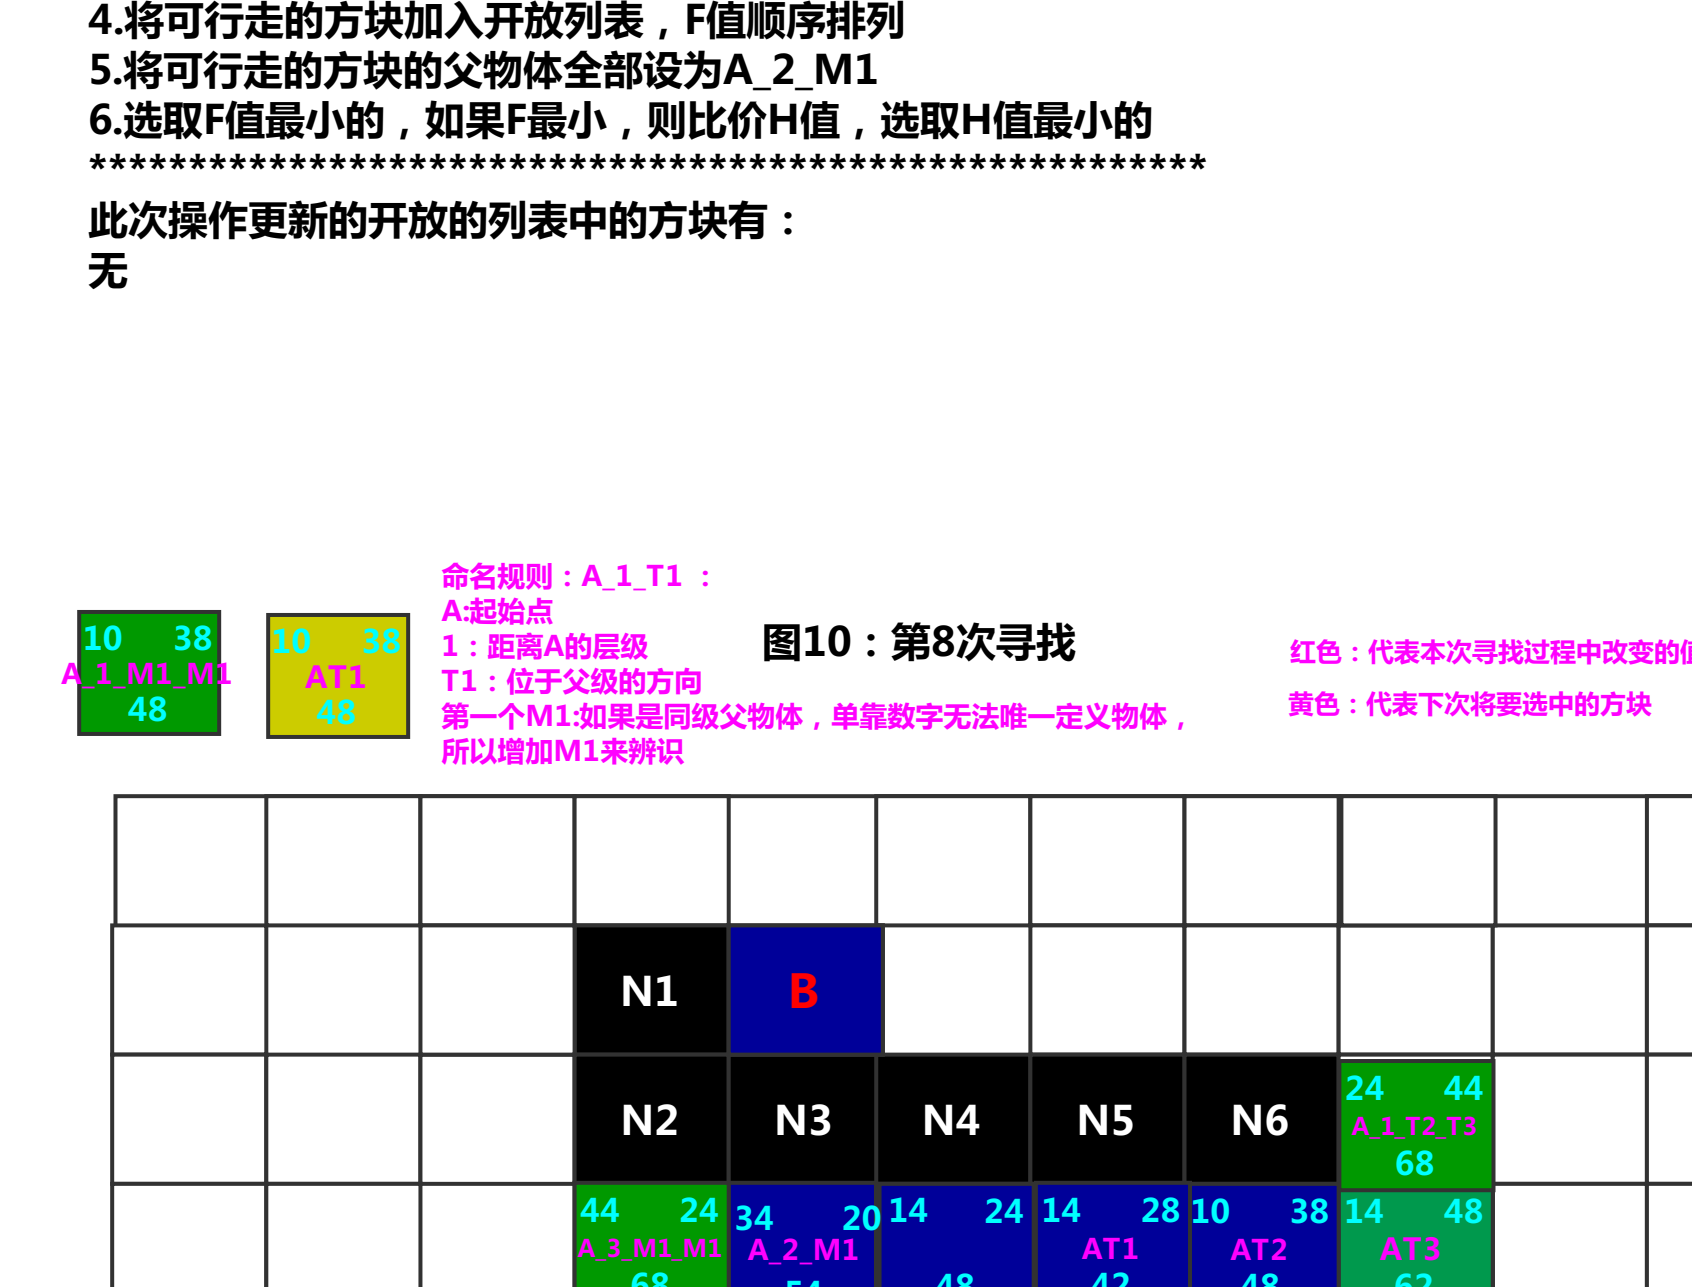 4.将可行走的方块加入开放列表，F值顺序排列
5.将可行走的方块的父物体全部设为A_2_M1
6.选取F值最小的，如果F最小，则比价H值，选取H值最小的
********************************************************
此次操作更新的开放的列表中的方块有：
无
命名规则：A_1_T1 ：
A:起始点
1：距离A的层级
T1：位于父级的方向
第一个M1:如果是同级父物体，单靠数字无法唯一定义物体，
所以增加M1来辨识
10 38
A_1_M1_M1
48
10 38
AT1
48
图10：第8次寻找
红色：代表本次寻找过程中改变的值
黄色：代表下次将要选中的方块
N1 B
N2 N3 N4 N5 N6
24 44
A_1_T2_T3
68
44 24 34 20 14 24 14 28 10 38 14 48
A_3_M1_M1 A_2_M1 AT1 AT2 AT3
68 54 48 42 48 62